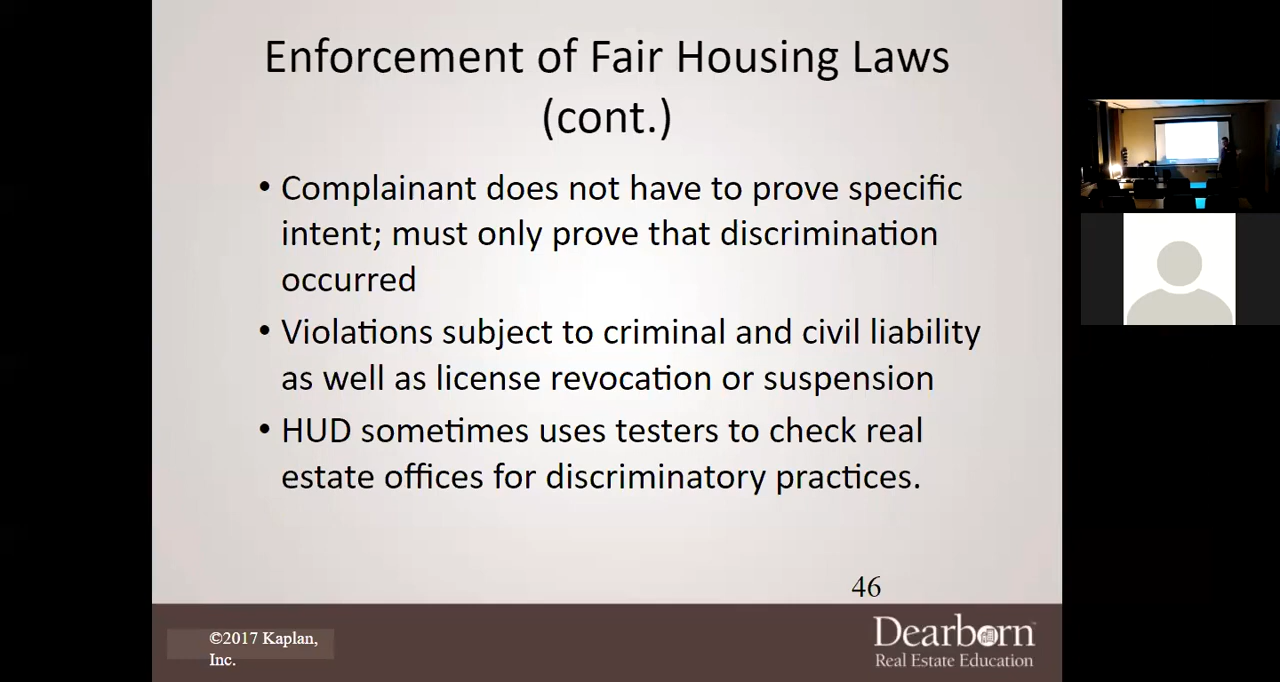 Enforcement of Fair Housing Laws
(cont.)
• Complainant does not have to prove specific
intent; must only prove that discrimination
occurred
• Violations subject to criminal and civil liability
as well as license revocation or suspension
• HUD sometimes uses testers to check real
estate offices for discriminatory practices.
46
©2017 Kaplan,
Inc.
Dearborn™
Real Estate Education